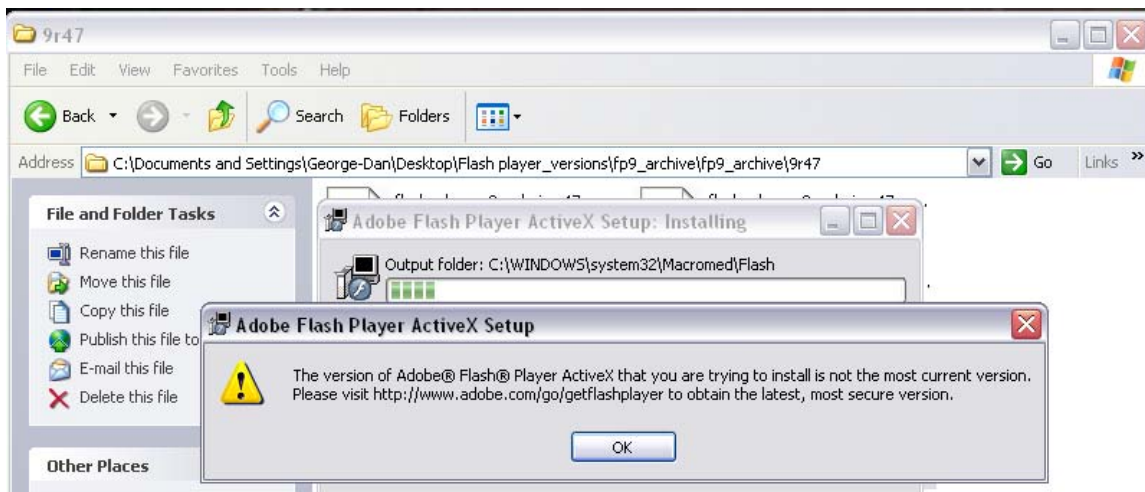 9r47
File Edit View Favorites Tools Help
Back Search Folders
Address C:\Documents and Settings\George-Dan\Desktop\Flash player_versions\fp9_archive\fp9_archive\9r47 Go Links »
File and Folder Tasks
Adobe Flash Player ActiveX Setup: Installing
Rename this file
Output folder: C:\WINDOWS\system32\Macromed\Flash
Move this file
Copy this file
Publish this file to
E-mail this file
Delete this file
Adobe Flash Player ActiveX Setup
The version of Adobe® Flash® Player ActiveX that you are trying to install is not the most current version.
Please visit http://www.adobe.com/go/getflashplayer to obtain the latest, most secure version.
OK
Other Places